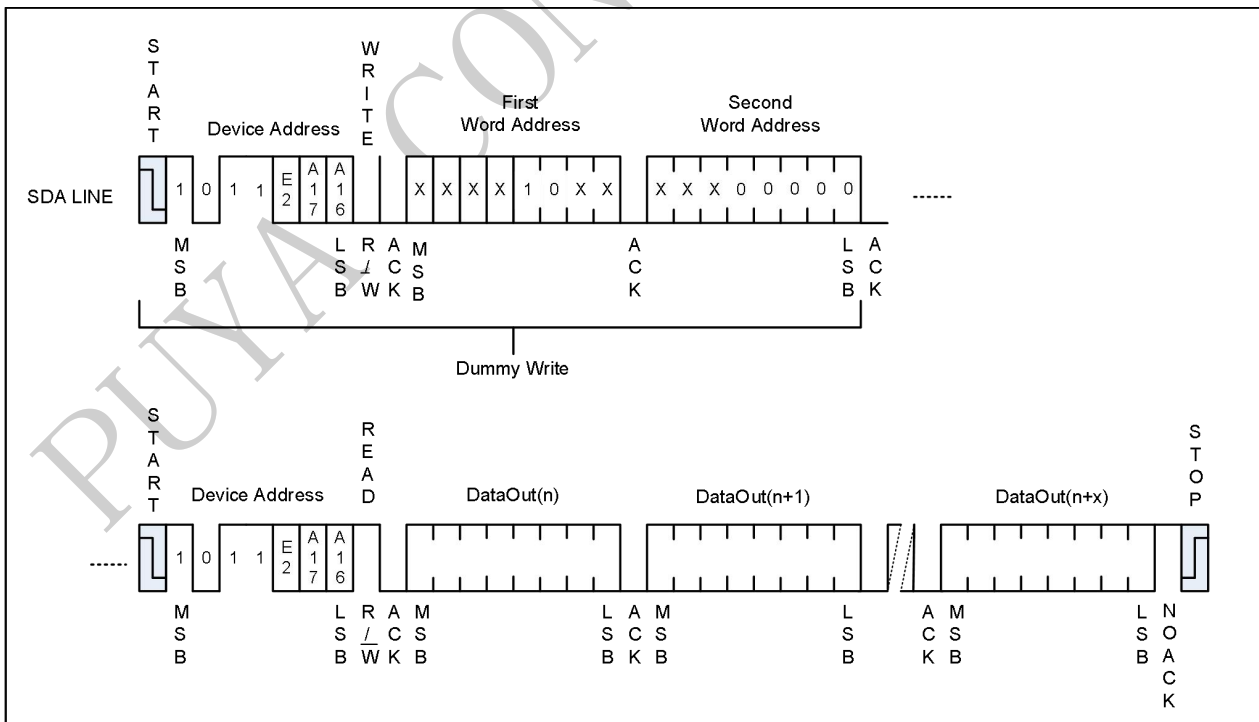 PUYA CON
START
WRITE
Device Address
First
Word Address
Second
Word Address
SDA LINE
1 0 1 1 E2 A17 A16
X X X X 1 0 X X
X X X 0 0 0 0 0
MSB
LSB
R/W
ACK
MSB
ACK
LSB
ACK
Dummy Write
START
READ
STOP
Device Address
DataOut(n)
DataOut(n+1)
DataOut(n+x)
1 0 1 1 E2 A17 A16
MSB
LSB
R/W
ACK
MSB
LSB
ACK
MSB
LSB
ACK
MSB
LSB
NOACK